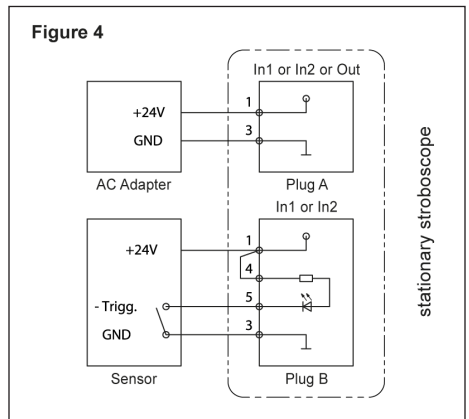 Figure 4
In1 or In2 or Out
+24V
GND
1
3
AC Adapter
Plug A
In1 or In2
+24V
- Trigg.
GND
1
4
5
3
Sensor
Plug B
stationary stroboscope